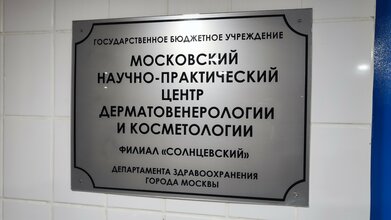 ГОСУДАРСТВЕННОЕ БЮДЖЕТНОЕ УЧРЕЖДЕНИЕ
МОСКОВСКИЙ
НАУЧНО-ПРАКТИЧЕСКИЙ
ЦЕНТР
ДЕРМАТОВЕНЕРОЛОГИИ
И КОСМЕТОЛОГИИ
ФИЛИАЛ «СОЛНЦЕВСКИЙ»
ДЕПАРТАМЕНТА ЗДРАВООХРАНЕНИЯ
ГОРОДА МОСКВЫ